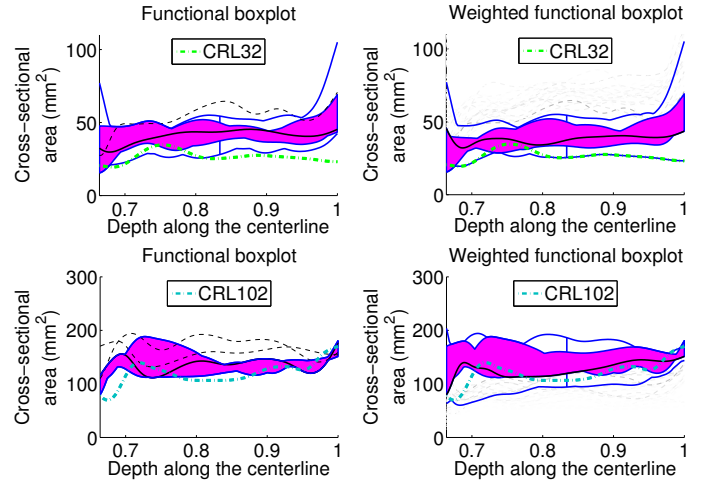 Functional boxplot
Weighted functional boxplot
Cross−sectional
area (mm²)
100
50
0
CRL32
0.7 0.8 0.9 1
Depth along the centerline
Cross−sectional
area (mm²)
100
50
0
CRL32
0.7 0.8 0.9 1
Depth along the centerline
Functional boxplot
Weighted functional boxplot
Cross−sectional
area (mm²)
300
200
100
0
CRL102
0.7 0.8 0.9 1
Depth along the centerline
Cross−sectional
area (mm²)
300
200
100
0
CRL102
0.7 0.8 0.9 1
Depth along the centerline